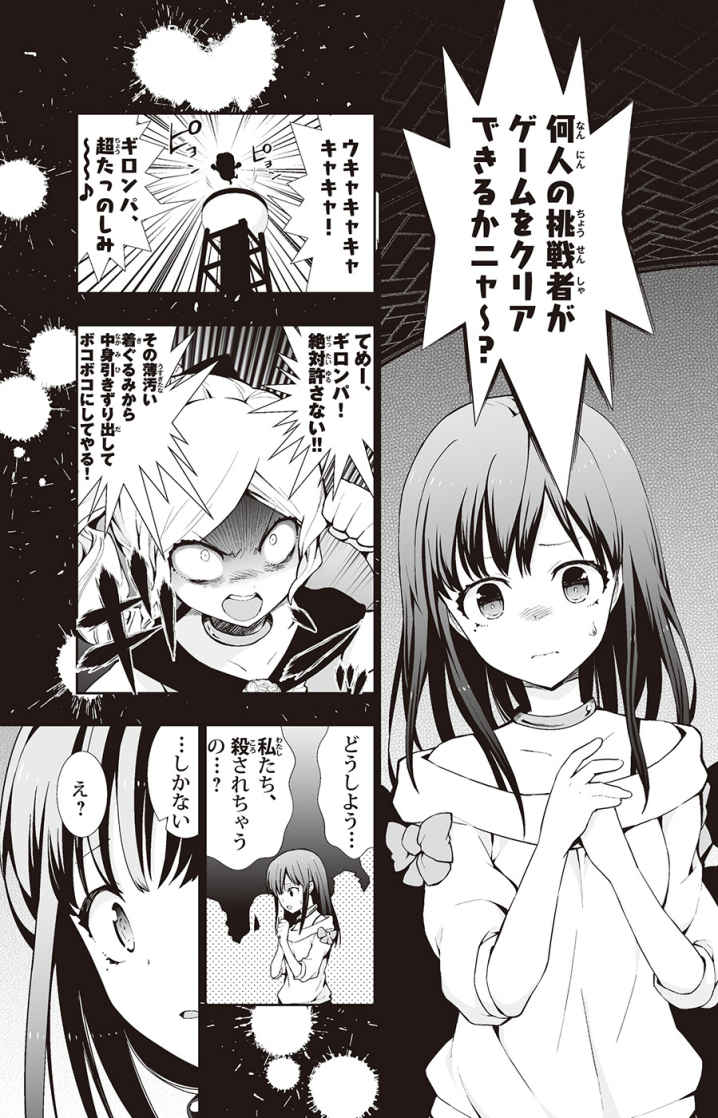 何人の挑戦者が
ゲームをクリア
できるかニャ~?
ウキャキャキャ
キャキャ!
ピョ
ピョ
ギロンパ、
超たっのしみ
~~~♪
てめー、
ギロンパ!
絶対許さない!!
その薄汚い
着ぐるみから
中身引きずり出して
ボコボコにしてやる!
どうしよう…
私たち、
殺されちゃう
の…?
…しかない
え?